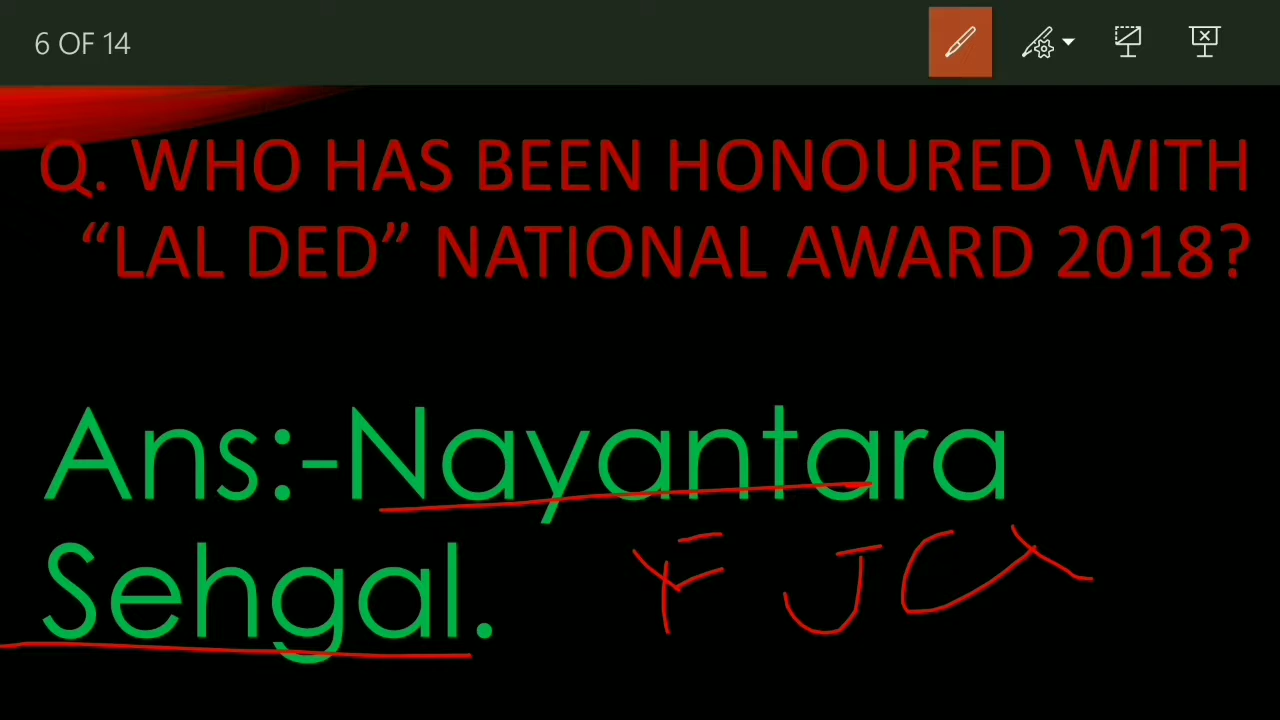 6 OF 14
Q. WHO HAS BEEN HONOURED WITH
“LAL DED” NATIONAL AWARD 2018?
Ans:-Nayantara
Sehgal.